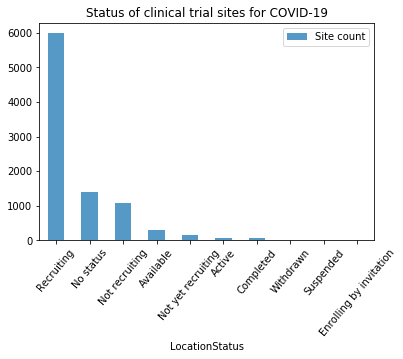 Status of clinical trial sites for COVID-19
Site count
6000
5000
4000
3000
2000
1000
0
Recruiting
No status
Not recruiting
Available
Not yet recruiting
Active
Completed
Withdrawn
Suspended
Enrolling by invitation
LocationStatus